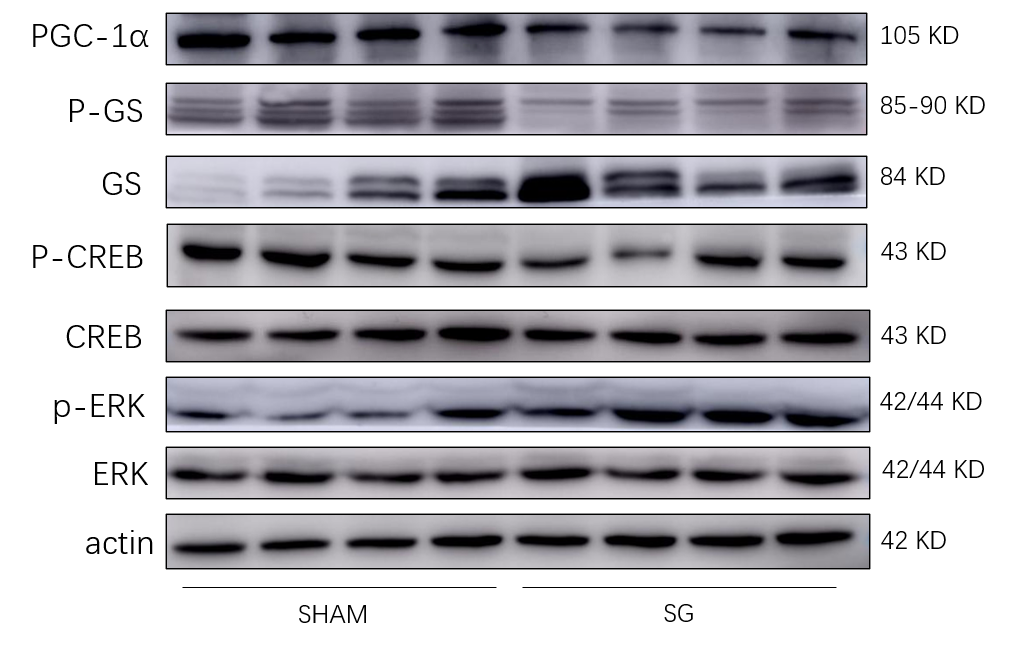 PGC-1α 105 KD
P-GS 85-90 KD
GS 84 KD
P-CREB 43 KD
CREB 43 KD
p-ERK 42/44 KD
ERK 42/44 KD
actin 42 KD
SHAM SG